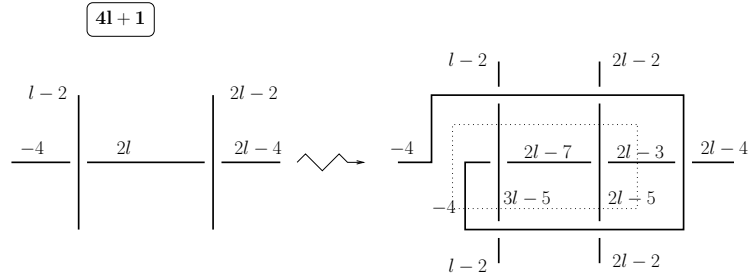 4l + 1
l − 2
2l − 2
−4
2l
2l − 4
l − 2
2l − 2
−4
2l − 7
2l − 3
2l − 4
−4
3l − 5
2l − 5
l − 2
2l − 2